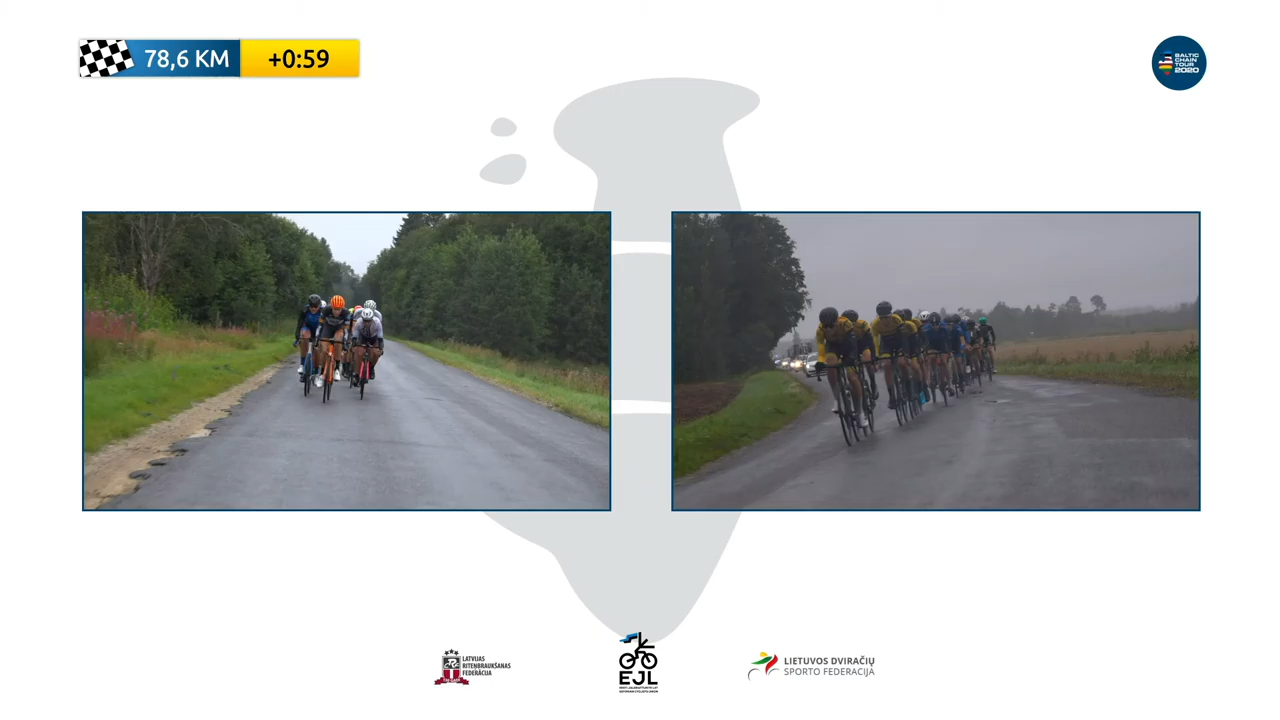 78,6 KM
+0:59
BALTIC
CHAIN
TOUR
2020
LATVIJAS
RITEŅBRAUKŠANAS
FEDERĀCIJA
EJL
LIETUVOS DVIRAČIŲ
SPORTO FEDERACIJA